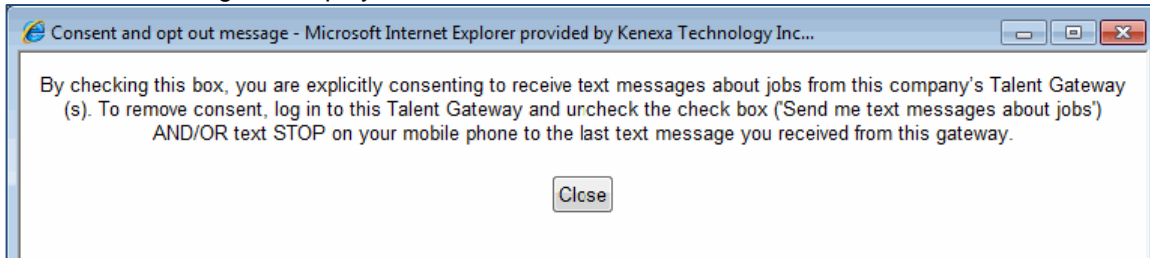 Consent and opt out message - Microsoft Internet Explorer provided by Kenexa Technology Inc...
By checking this box, you are explicitly consenting to receive text messages about jobs from this company's Talent Gateway
(s). To remove consent, log in to this Talent Gateway and uncheck the check box ('Send me text messages about jobs')
AND/OR text STOP on your mobile phone to the last text message you received from this gateway.
Close